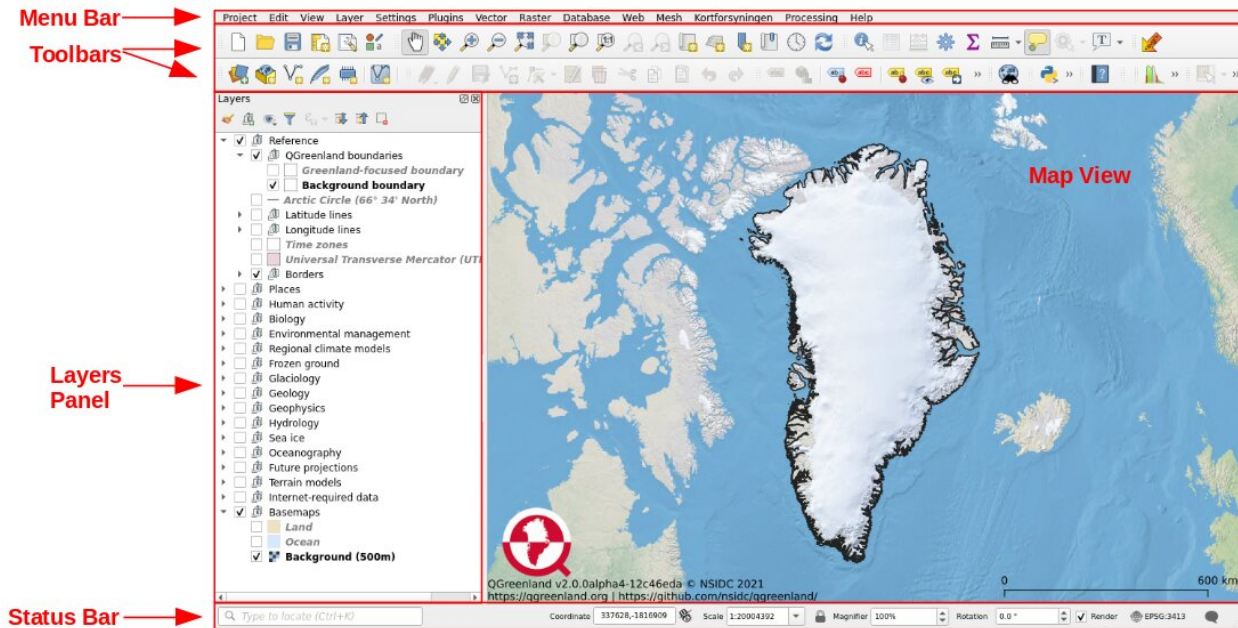 Menu Bar
Project Edit View Layer Settings Plugins Vector Raster Database Web Mesh Kortforsyningen Processing Help
Toolbars
Layers
Reference
QGreenland boundaries
Greenland-focused boundary
Background boundary
Arctic Circle (66° 34' North)
Latitude lines
Longitude lines
Time zones
Universal Transverse Mercator (UTI
Borders
Places
Human activity
Biology
Environmental management
Regional climate models
Frozen ground
Glaciology
Geology
Geophysics
Hydrology
Sea ice
Oceanography
Future projections
Terrain models
Internet-required data
Basemaps
Land
Ocean
Background (500m)
Layers
Panel
Map View
QGreenland v2.0.0alpha4-12c46eda © NSIDC 2021
https://qgreenland.org | https://github.com/nsidc/qgreenland/
0 600 km
Status Bar
Type to locate (Ctrl+K) Coordinate 337628,-1816909 Scale 1:20004392 Magnifier 100% Rotation 0.0 ° Render EPSG:3413